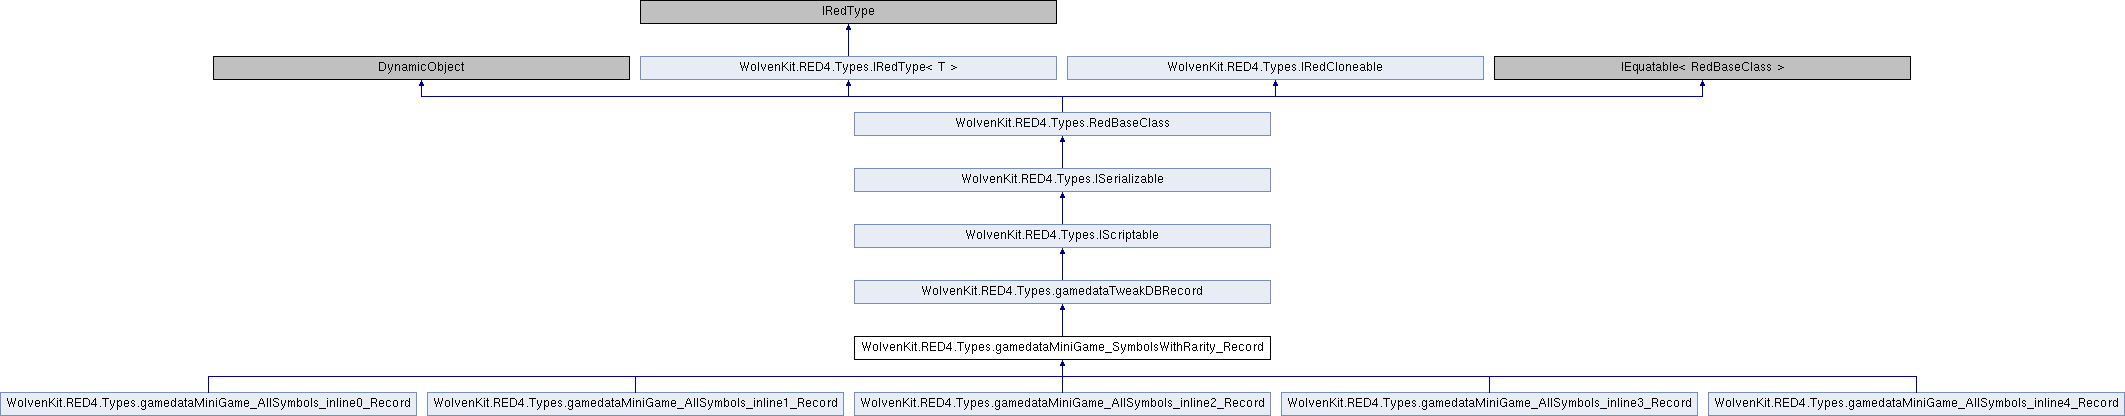 IRedType
DynamicObject
WolvenKit.RED4.Types.IRedType< T >
WolvenKit.RED4.Types.IRedCloneable
IEquatable< RedBaseClass >
WolvenKit.RED4.Types.RedBaseClass
WolvenKit.RED4.Types.ISerializable
WolvenKit.RED4.Types.IScriptable
WolvenKit.RED4.Types.gamedataTweakDBRecord
WolvenKit.RED4.Types.gamedataMiniGame_SymbolsWithRarity_Record
WolvenKit.RED4.Types.gamedataMiniGame_AllSymbols_inline0_Record
WolvenKit.RED4.Types.gamedataMiniGame_AllSymbols_inline1_Record
WolvenKit.RED4.Types.gamedataMiniGame_AllSymbols_inline2_Record
WolvenKit.RED4.Types.gamedataMiniGame_AllSymbols_inline3_Record
WolvenKit.RED4.Types.gamedataMiniGame_AllSymbols_inline4_Record